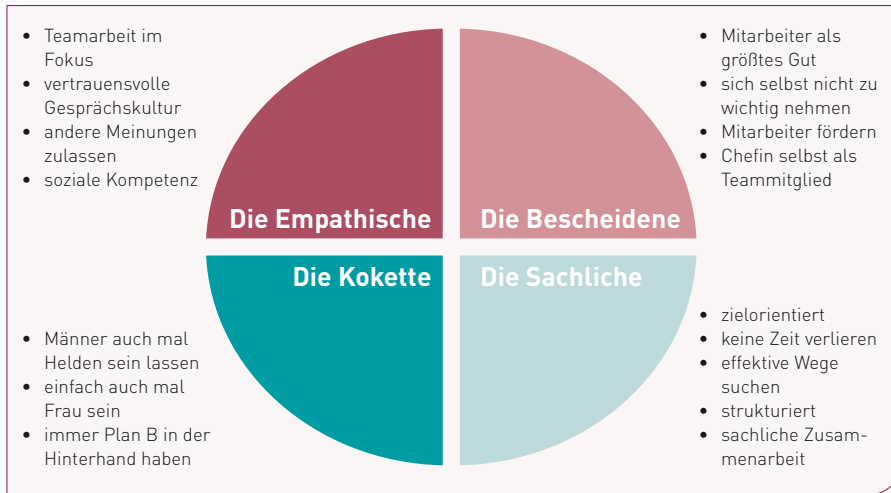 • Teamarbeit im
Fokus
• vertrauensvolle
Gesprächskultur
• andere Meinungen
zulassen
• soziale Kompetenz
Die Empathische
Die Bescheidene
• Mitarbeiter als
größtes Gut
• sich selbst nicht zu
wichtig nehmen
• Mitarbeiter fördern
• Chefin selbst als
Teammitglied
Die Kokette
Die Sachliche
• Männer auch mal
Helden sein lassen
• einfach auch mal
Frau sein
• immer Plan B in der
Hinterhand haben
• zielorientiert
• keine Zeit verlieren
• effektive Wege
suchen
• strukturiert
• sachliche Zusam-
menarbeit